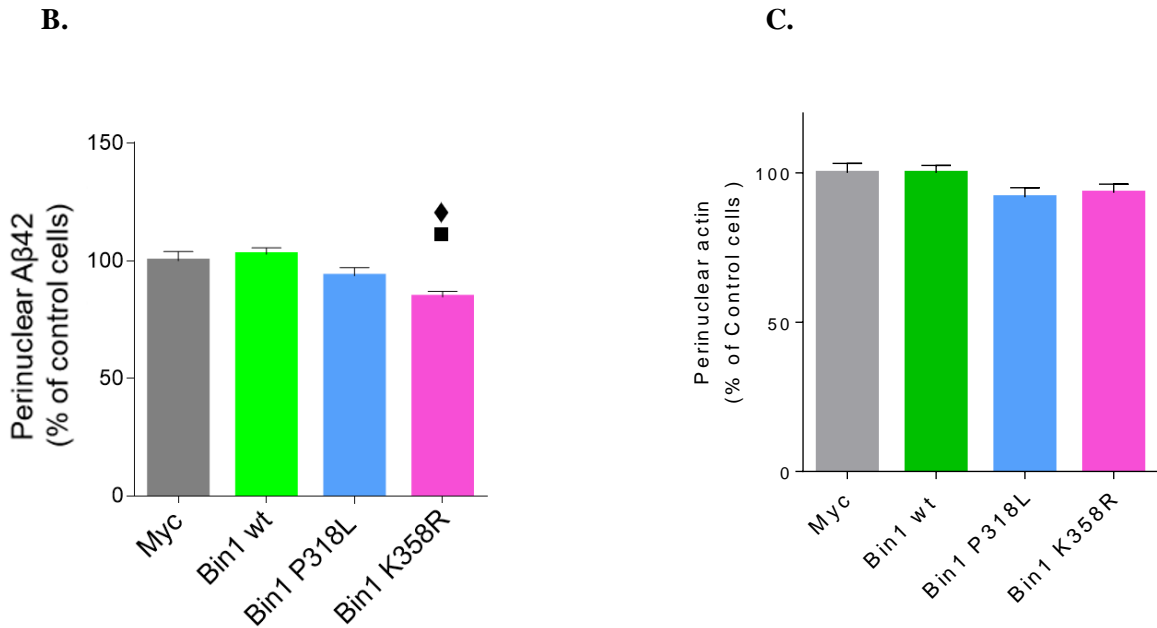 B.
Perinuclear Aβ42
(% of control cells)
150
100
50
0
Myc
Bin1 wt
Bin1 P318L
Bin1 K358R
C.
Perinuclear actin
(% of Control cells )
100
50
0
Myc
Bin1 wt
Bin1 P318L
Bin1 K358R